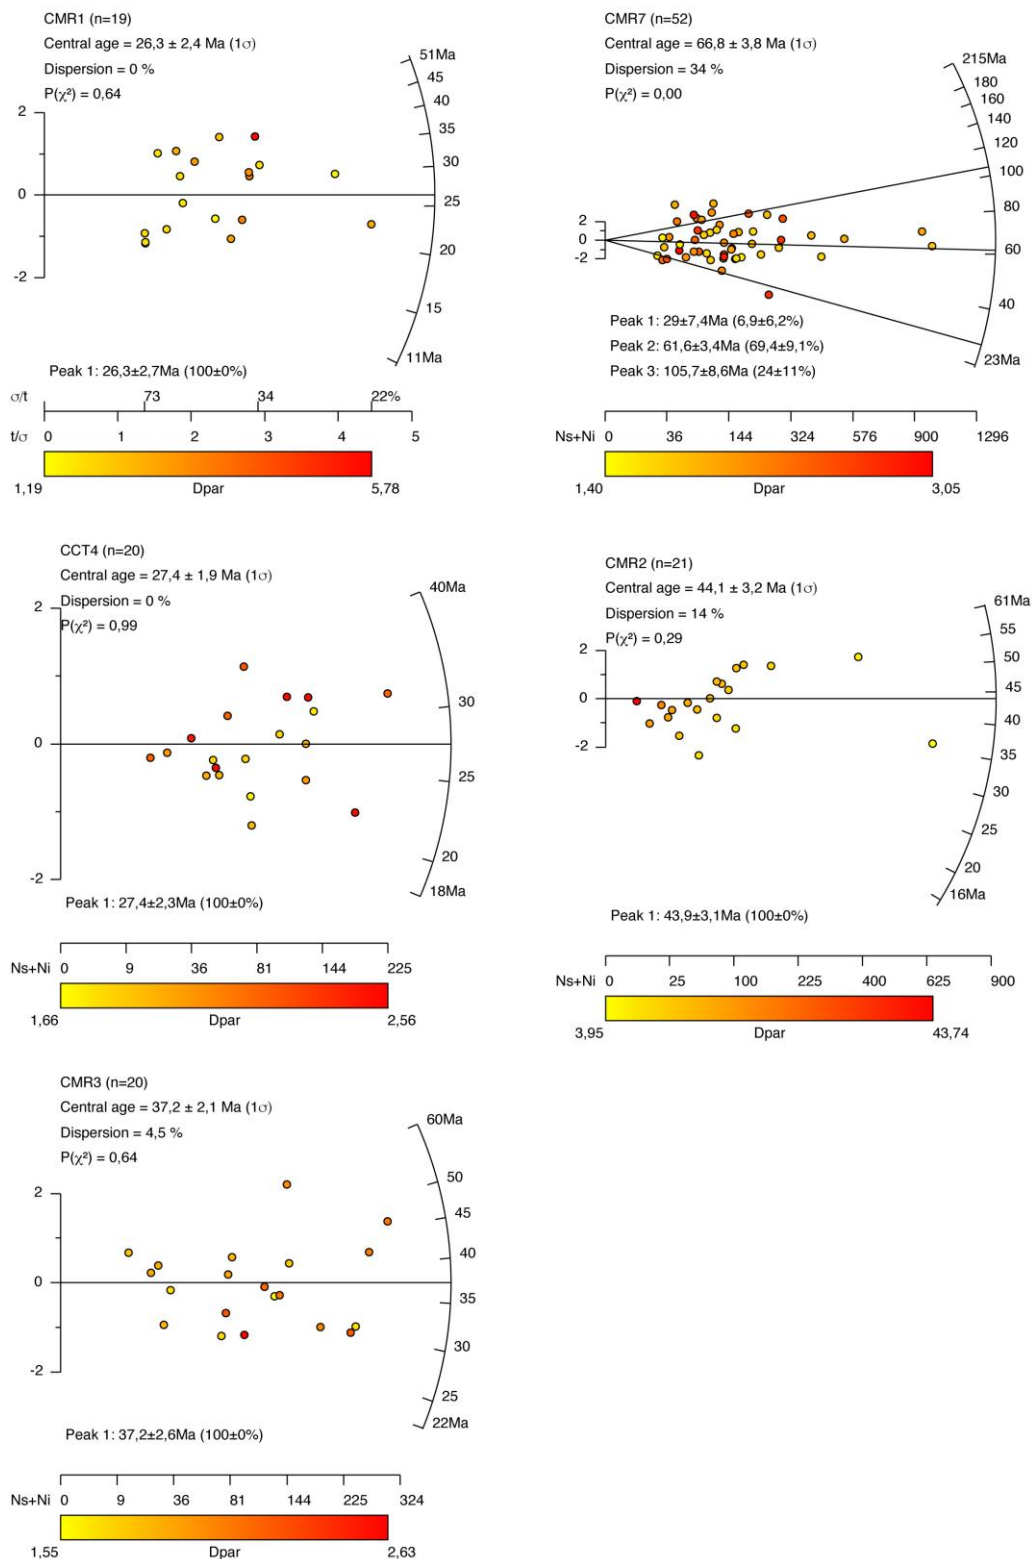 CMR1 (n=19)
Central age = 26,3 ± 2,4 Ma (1σ)
Dispersion = 0 %
P(χ²) = 0,64
2
0
-2
51Ma
45
40
35
30
25
20
15
11Ma
Peak 1: 26,3±2,7Ma (100±0%)
σ/t 73 34 22%
t/σ 0 1 2 3 4 5
1,19 Dpar 5,78
CMR7 (n=52)
Central age = 66,8 ± 3,8 Ma (1σ)
Dispersion = 34 %
P(χ²) = 0,00
2
0
-2
215Ma
180
160
140
120
100
80
60
40
23Ma
Peak 1: 29±7,4Ma (6,9±6,2%)
Peak 2: 61,6±3,4Ma (69,4±9,1%)
Peak 3: 105,7±8,6Ma (24±11%)
Ns+Ni 0 36 144 324 576 900 1296
1,40 Dpar 3,05
CCT4 (n=20)
Central age = 27,4 ± 1,9 Ma (1σ)
Dispersion = 0 %
P(χ²) = 0,99
2
0
-2
40Ma
30
25
20
18Ma
Peak 1: 27,4±2,3Ma (100±0%)
Ns+Ni 0 9 36 81 144 225
1,66 Dpar 2,56
CMR2 (n=21)
Central age = 44,1 ± 3,2 Ma (1σ)
Dispersion = 14 %
P(χ²) = 0,29
2
0
-2
61Ma
55
50
45
40
35
30
25
20
16Ma
Peak 1: 43,9±3,1Ma (100±0%)
Ns+Ni 0 25 100 225 400 625 900
3,95 Dpar 43,74
CMR3 (n=20)
Central age = 37,2 ± 2,1 Ma (1σ)
Dispersion = 4,5 %
P(χ²) = 0,64
2
0
-2
60Ma
50
45
40
35
30
25
22Ma
Peak 1: 37,2±2,6Ma (100±0%)
Ns+Ni 0 9 36 81 144 225 324
1,55 Dpar 2,63